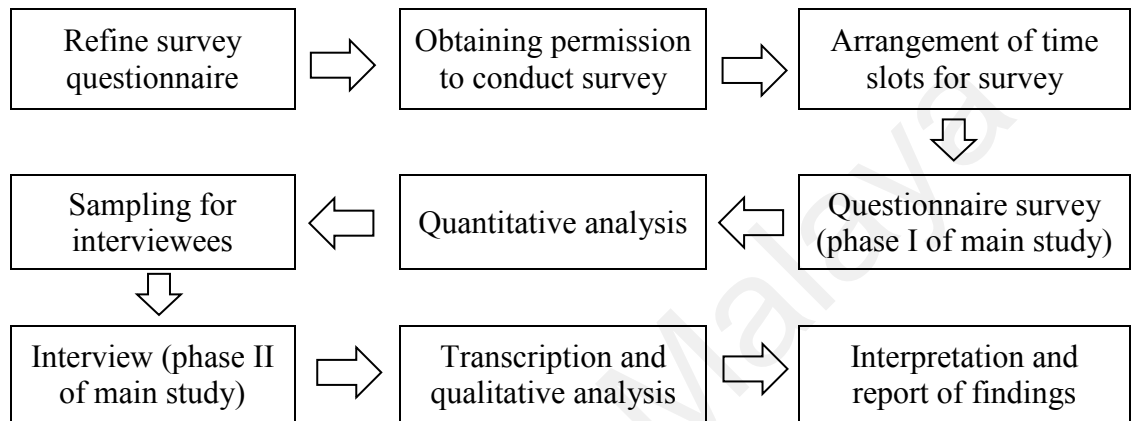 Refine survey
questionnaire
Obtaining permission
to conduct survey
Arrangement of time
slots for survey
Questionnaire survey
(phase I of main study)
Quantitative analysis
Sampling for
interviewees
Interview (phase II
of main study)
Transcription and
qualitative analysis
Interpretation and
report of findings
Malaya